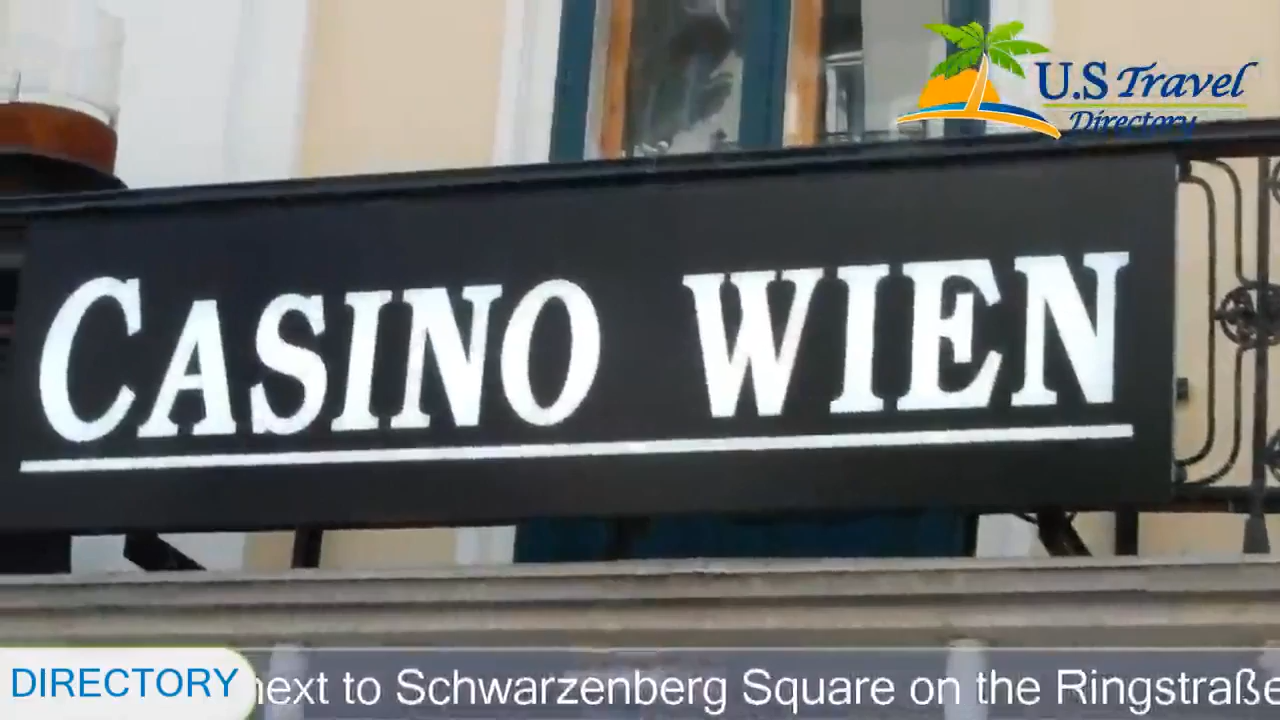 U.S Travel
Directory
CASINO WIEN
DIRECTORY
next to Schwarzenberg Square on the Ringstraße